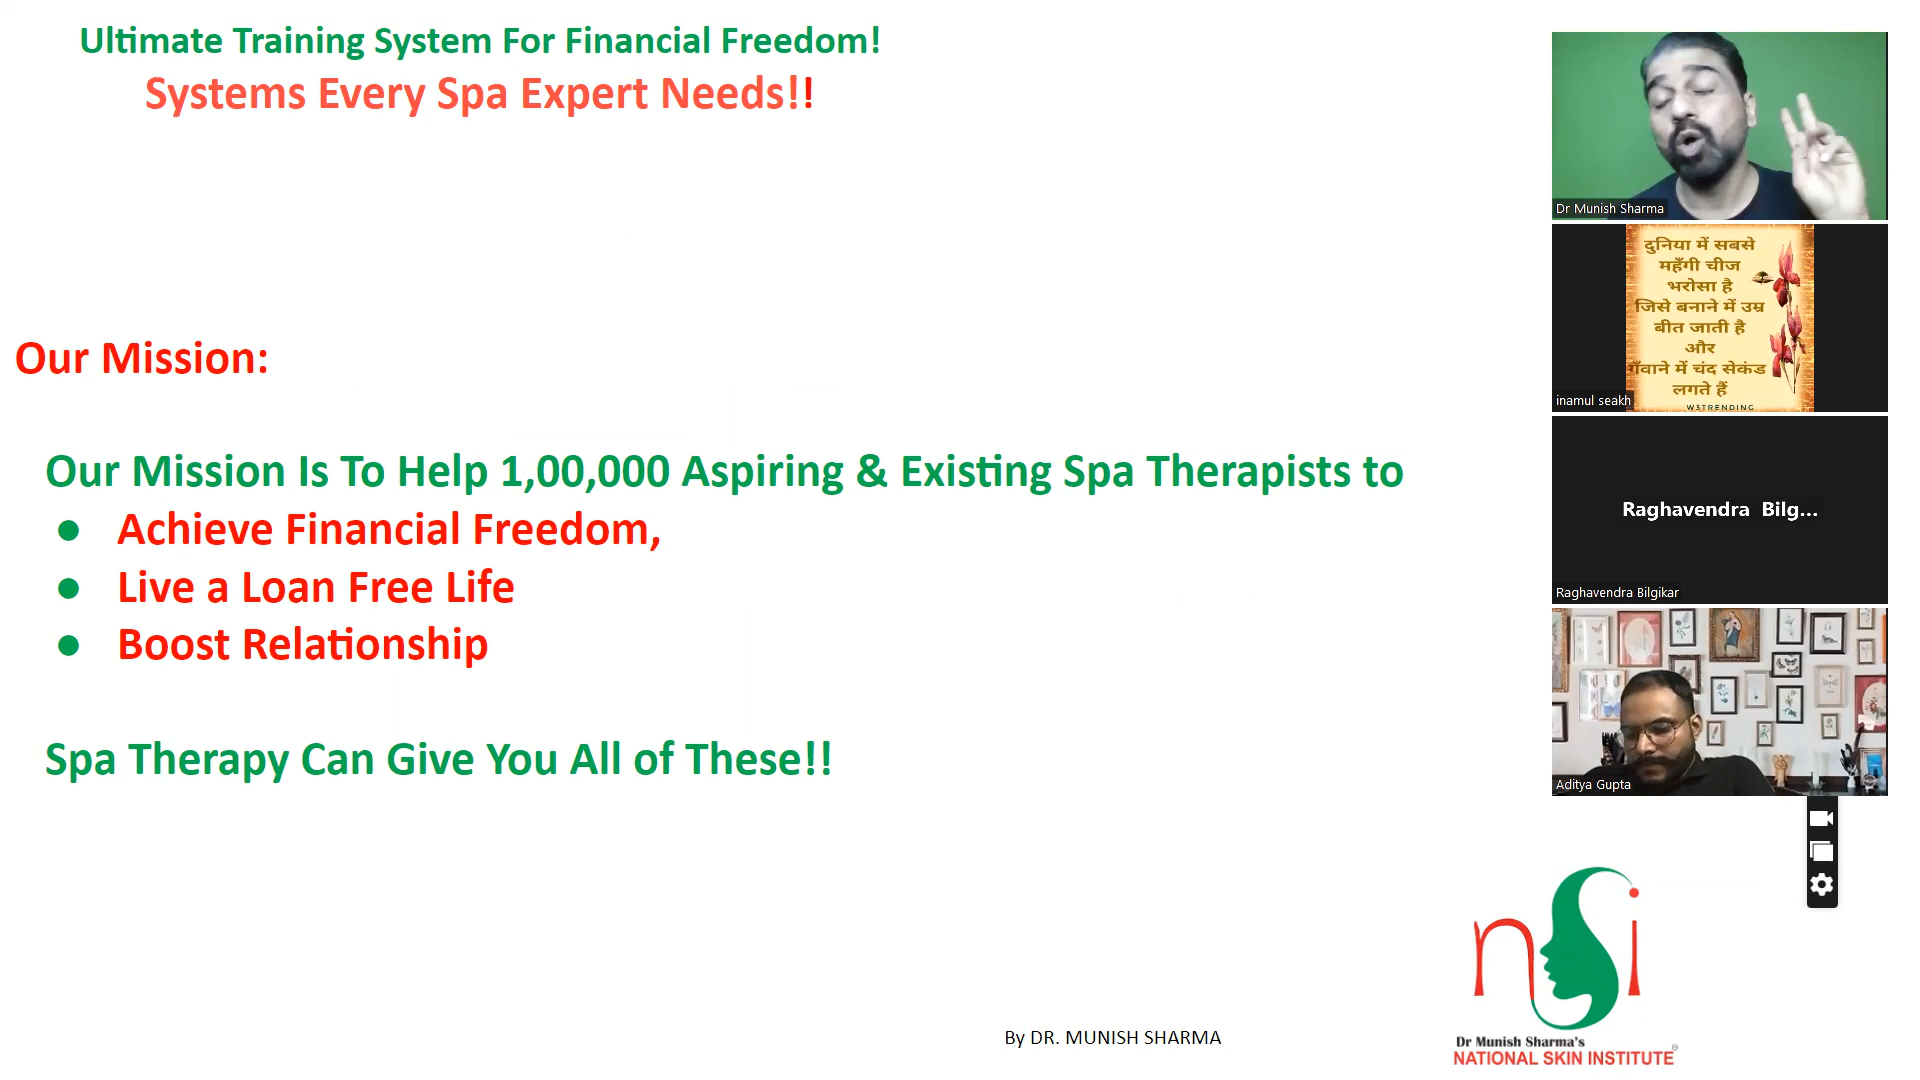 Ultimate Training System For Financial Freedom!
Systems Every Spa Expert Needs!!
Our Mission:
Our Mission Is To Help 1,00,000 Aspiring & Existing Spa Therapists to
● Achieve Financial Freedom,
● Live a Loan Free Life
● Boost Relationship
Spa Therapy Can Give You All of These!!
By DR. MUNISH SHARMA
Dr Munish Sharma
दुनिया में सबसे
महँगी चीज
भरोसा है
जिसे बनाने में उम्र
बीत जाती है
और
गँवाने में चंद सेकंड
लगते हैं
W3TRENDING
inamul seakh
Raghavendra Bilg...
Raghavendra Bilgikar
Aditya Gupta
nSi
Dr Munish Sharma's
NATIONAL SKIN INSTITUTE